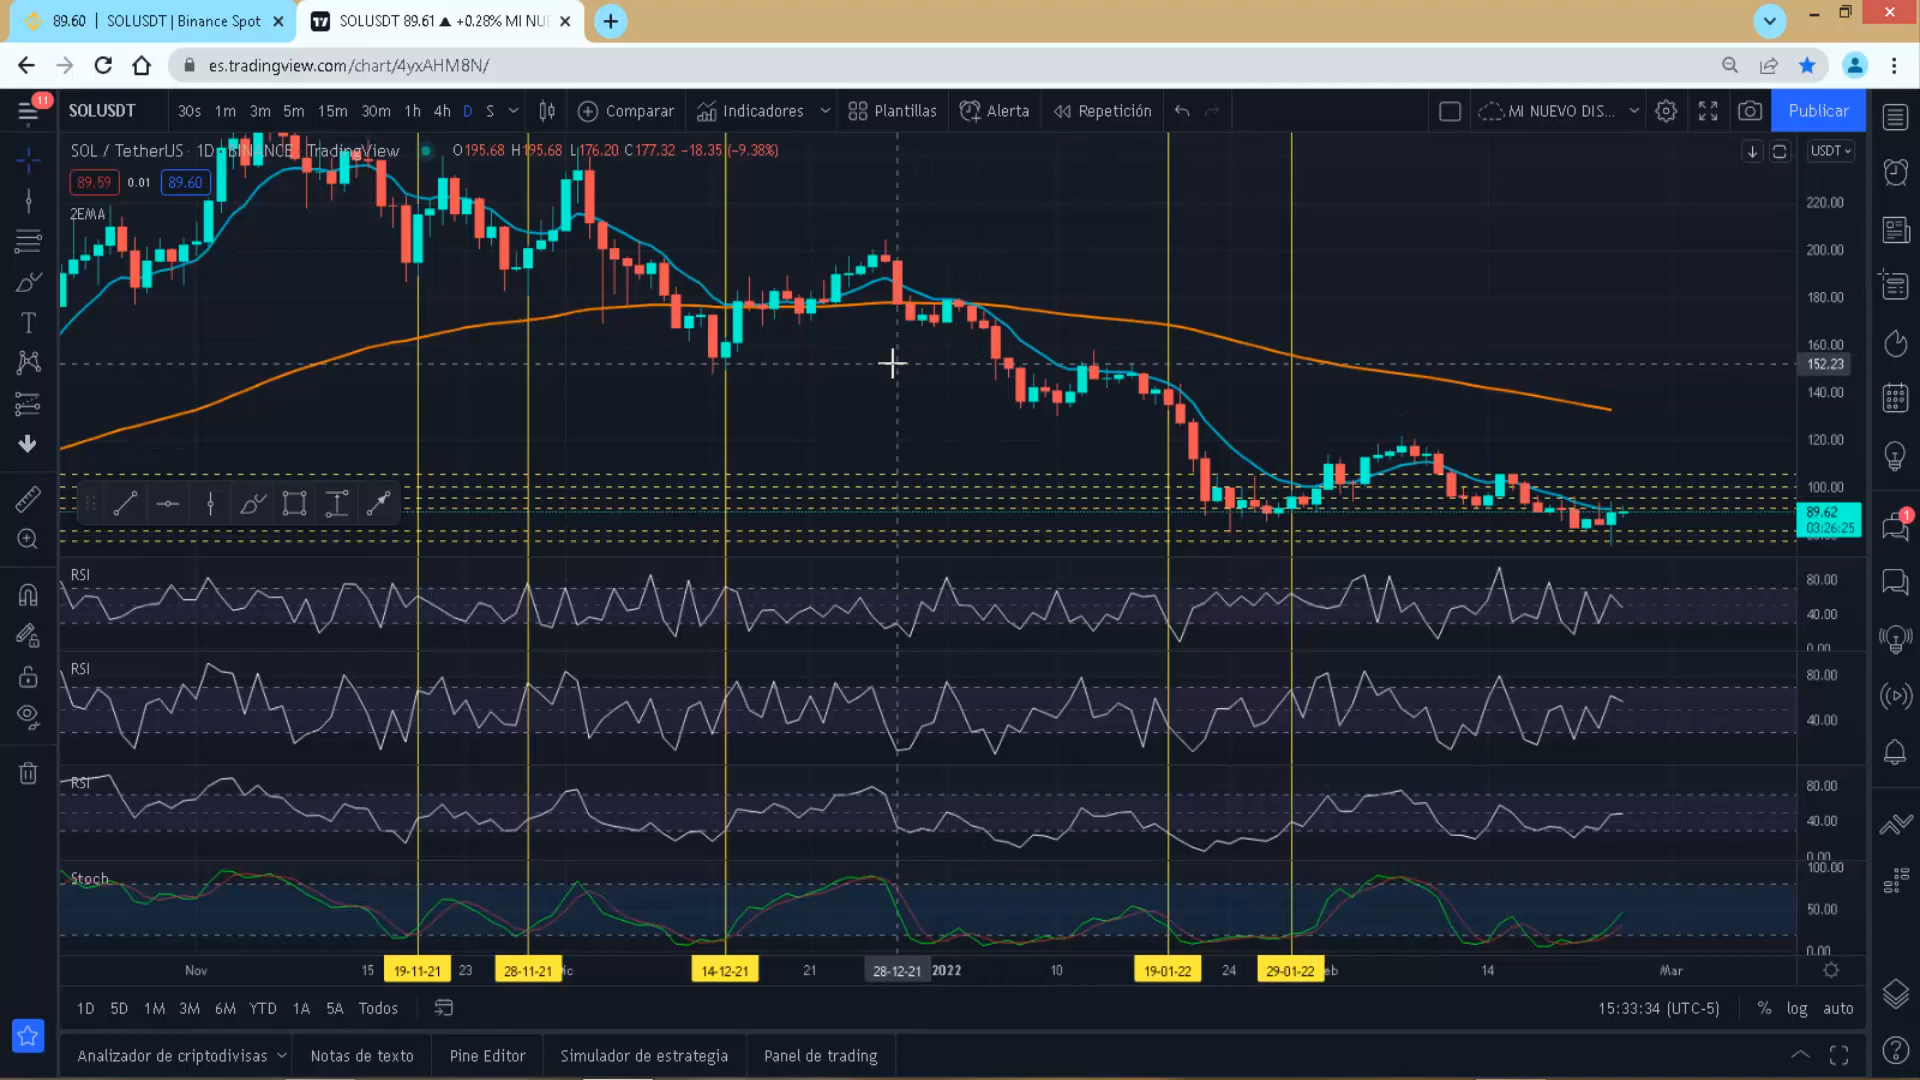 89.60 | SOLUSDT | Binance Spot
SOLUSDT 89.61 ▲ +0.28% MI NU
es.tradingview.com/chart/4yxAHM8N/
11
SOLUSDT
30s 1m 3m 5m 15m 30m 1h 4h D S
Comparar
Indicadores
Plantillas
Alerta
Repetición
MI NUEVO DIS...
Publicar
SOL / TetherUS · 1D · BINANCE · TradingView
O195.68 H195.68 L176.20 C177.32 −18.35 (−9.38%)
USDT
89.59 0.01 89.60
2EMA
220.00
200.00
180.00
160.00
152.23
140.00
120.00
100.00
89.62
03:26:25
1
RSI
80.00
40.00
0.00
RSI
80.00
40.00
RSI
80.00
40.00
0.00
Stoch
100.00
50.00
0.00
Nov 15 19-11-21 23 28-11-21 ic 14-12-21 21 28-12-21 2022 10 19-01-22 24 29-01-22 eb 14 Mar
1D 5D 1M 3M 6M YTD 1A 5A Todos
15:33:34 (UTC-5) % log auto
Analizador de criptodivisas
Notas de texto
Pine Editor
Simulador de estrategia
Panel de trading